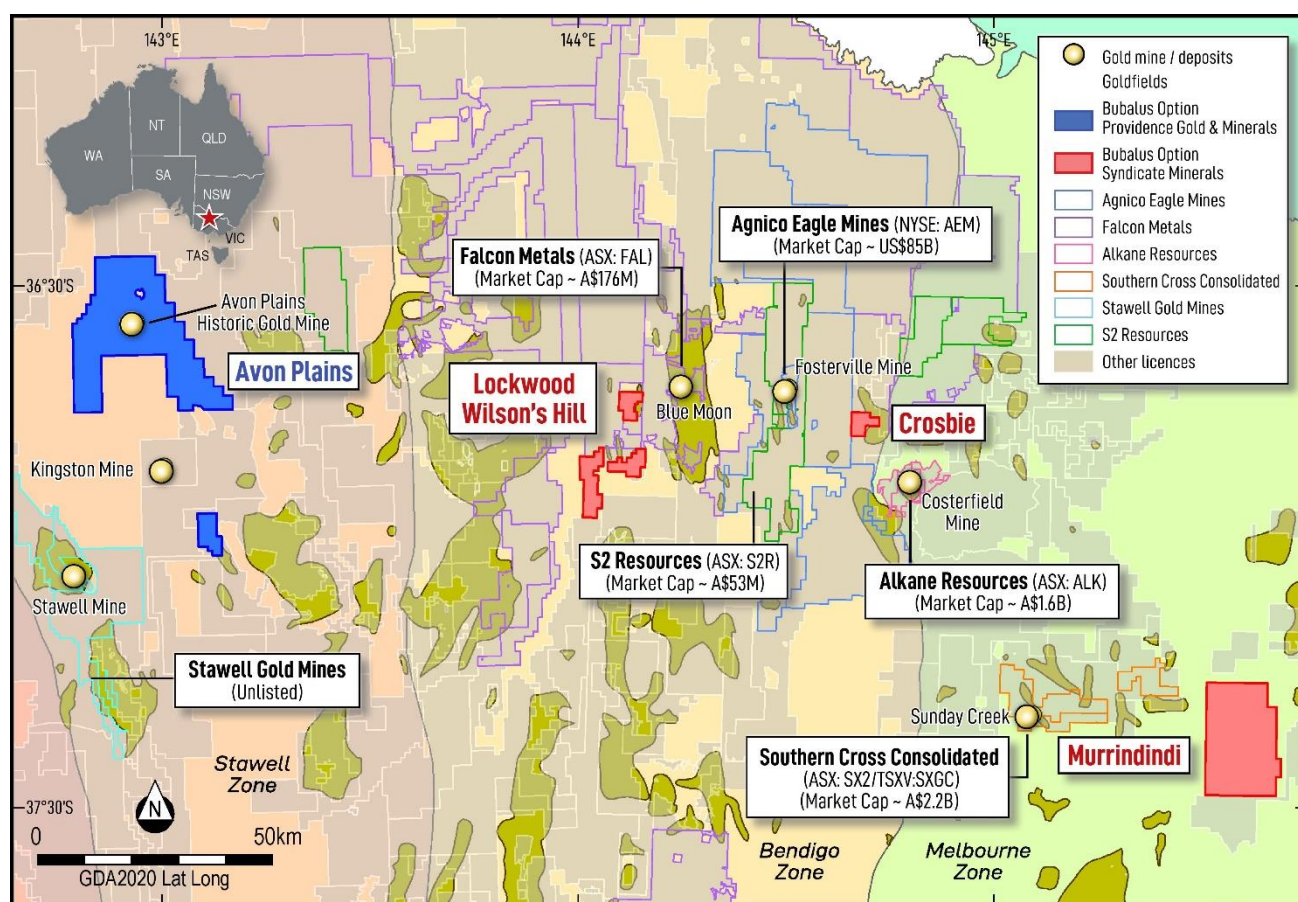 143°E
144°E
145°E
36°30'S
37°30'S
NT
QLD
WA
SA
NSW
VIC
TAS
Gold mine / deposits
Goldfields
Bubalus Option
Providence Gold & Minerals
Bubalus Option
Syndicate Minerals
Agnico Eagle Mines
Falcon Metals
Alkane Resources
Southern Cross Consolidated
Stawell Gold Mines
S2 Resources
Other licences
Agnico Eagle Mines (NYSE: AEM)
(Market Cap ~ US$85B)
Falcon Metals (ASX: FAL)
(Market Cap ~ A$176M)
Avon Plains
Historic Gold Mine
Avon Plains
Lockwood
Wilson's Hill
Blue Moon
Fosterville Mine
Crosbie
Kingston Mine
Costerfield
Mine
S2 Resources (ASX: S2R)
(Market Cap ~ A$53M)
Alkane Resources (ASX: ALK)
(Market Cap ~ A$1.6B)
Stawell Mine
Stawell Gold Mines
(Unlisted)
Sunday Creek
Murrindindi
Southern Cross Consolidated
(ASX: SX2/TSXV:SXGC)
(Market Cap ~ A$2.2B)
Stawell
Zone
Bendigo
Zone
Melbourne
Zone
N
0
50km
GDA2020 Lat Long